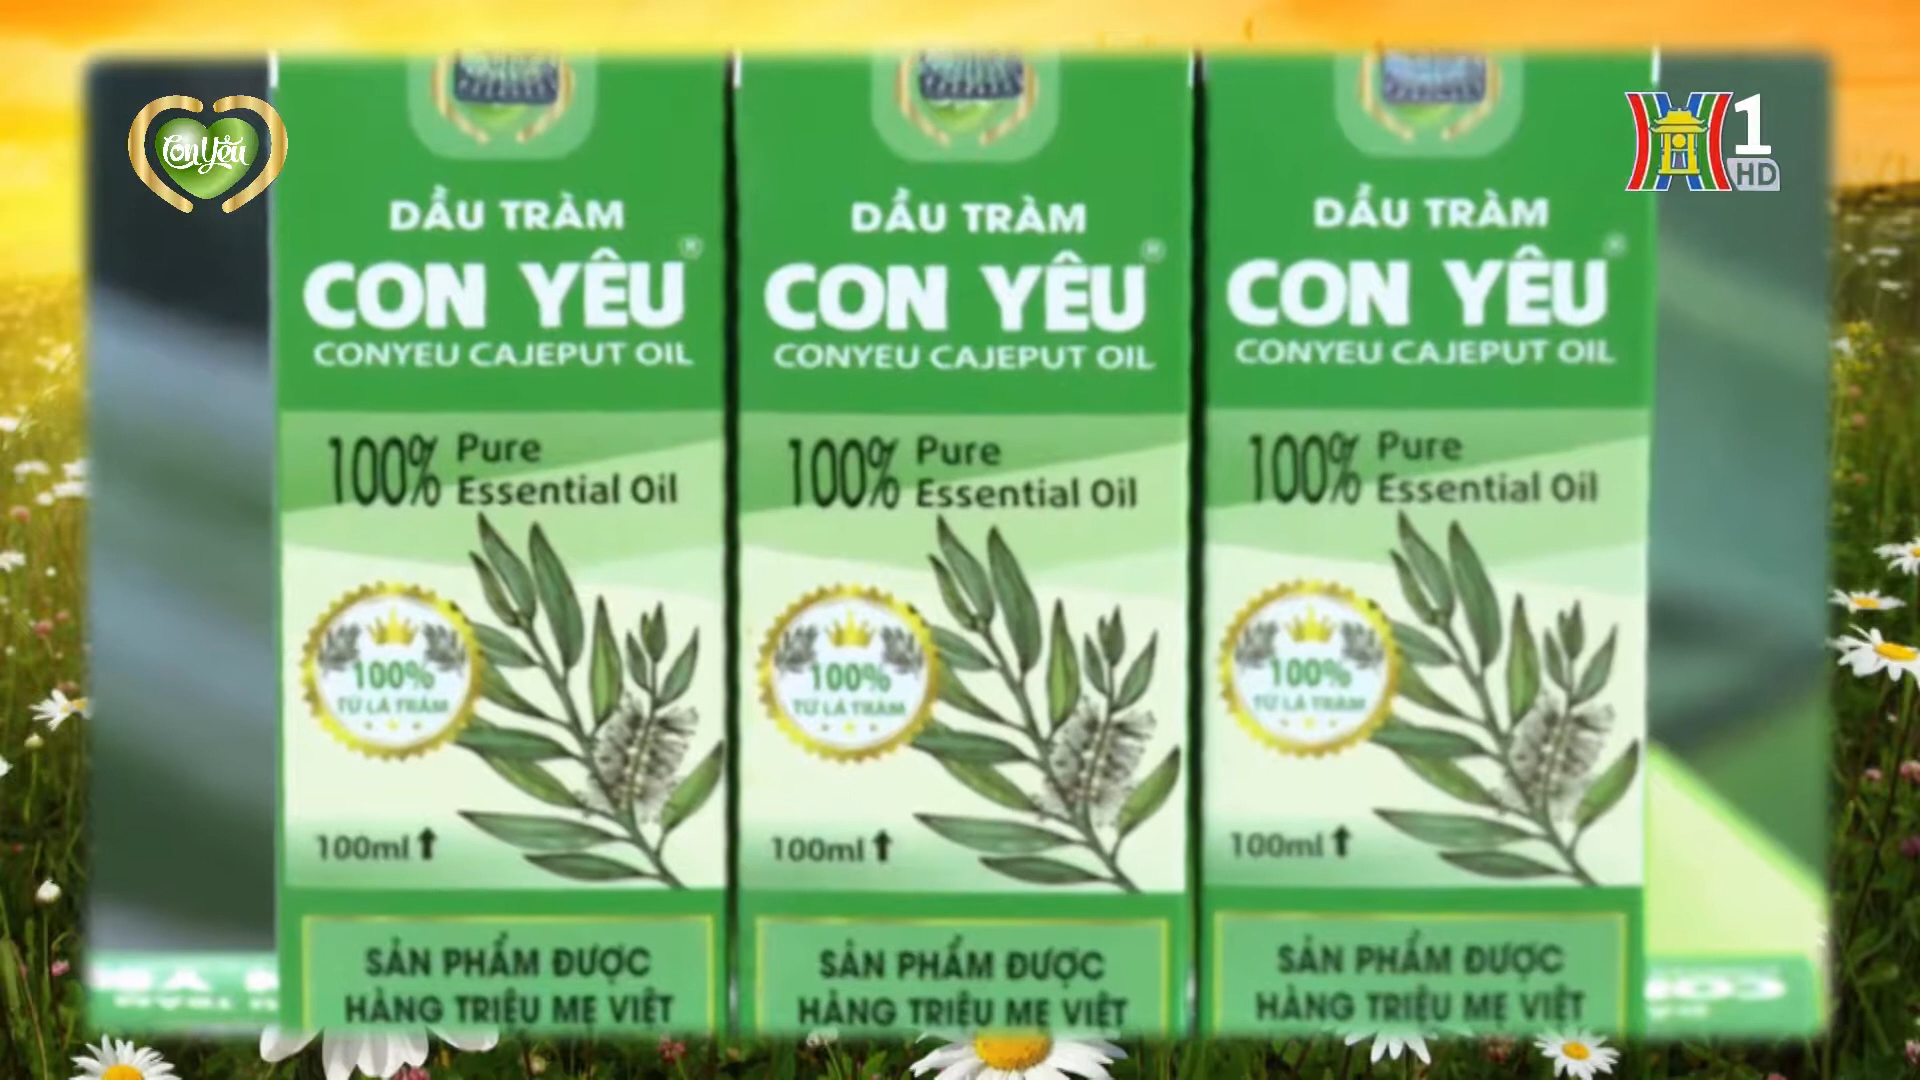 Con Yêu
1
HD
DẦU TRÀM
CON YÊU®
CONYEU CAJEPUT OIL
100% Pure
Essential Oil
100%
TỪ LÁ TRÀM
100ml
SẢN PHẨM ĐƯỢC
HÀNG TRIỆU MẸ VIỆT
DẦU TRÀM
CON YÊU®
CONYEU CAJEPUT OIL
100% Pure
Essential Oil
100%
TỪ LÁ TRÀM
100ml
SẢN PHẨM ĐƯỢC
HÀNG TRIỆU MẸ VIỆT
DẦU TRÀM
CON YÊU®
CONYEU CAJEPUT OIL
100% Pure
Essential Oil
100%
TỪ LÁ TRÀM
100ml
SẢN PHẨM ĐƯỢC
HÀNG TRIỆU MẸ VIỆT